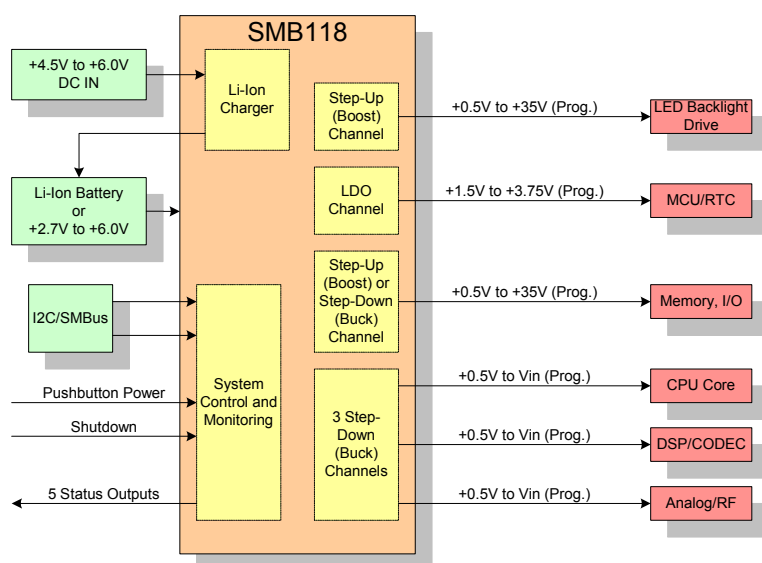 SMB118
+4.5V to +6.0V
DC IN
Li-Ion
Charger
Step-Up
(Boost)
Channel
+0.5V to +35V (Prog.)
LED Backlight
Drive
Li-Ion Battery
or
+2.7V to +6.0V
LDO
Channel
+1.5V to +3.75V (Prog.)
MCU/RTC
Step-Up
(Boost) or
Step-Down
(Buck)
Channel
+0.5V to +35V (Prog.)
Memory, I/O
I2C/SMBus
Pushbutton Power
Shutdown
5 Status Outputs
System
Control and
Monitoring
3 Step-
Down
(Buck)
Channels
+0.5V to Vin (Prog.)
CPU Core
+0.5V to Vin (Prog.)
DSP/CODEC
+0.5V to Vin (Prog.)
Analog/RF